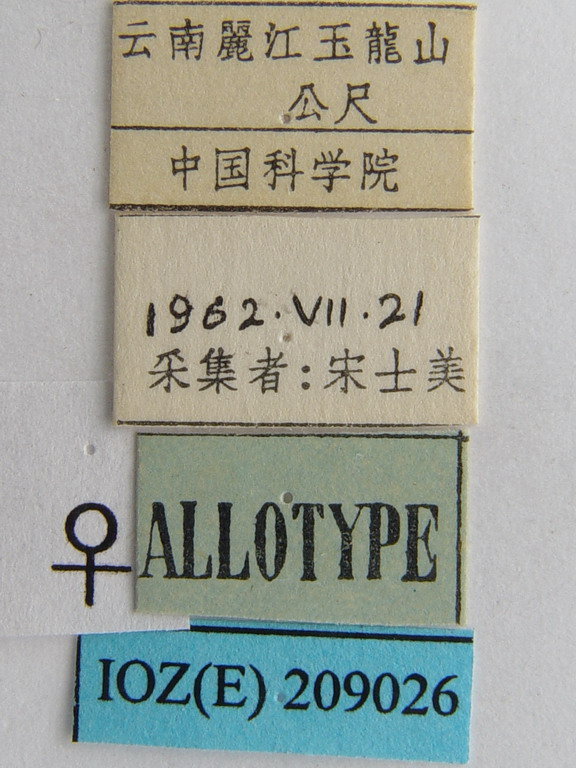 云南麗江玉龍山
公尺
中国科学院
1962.VII.21
采集者:宋士美
♀ ALLOTYPE
IOZ(E) 209026